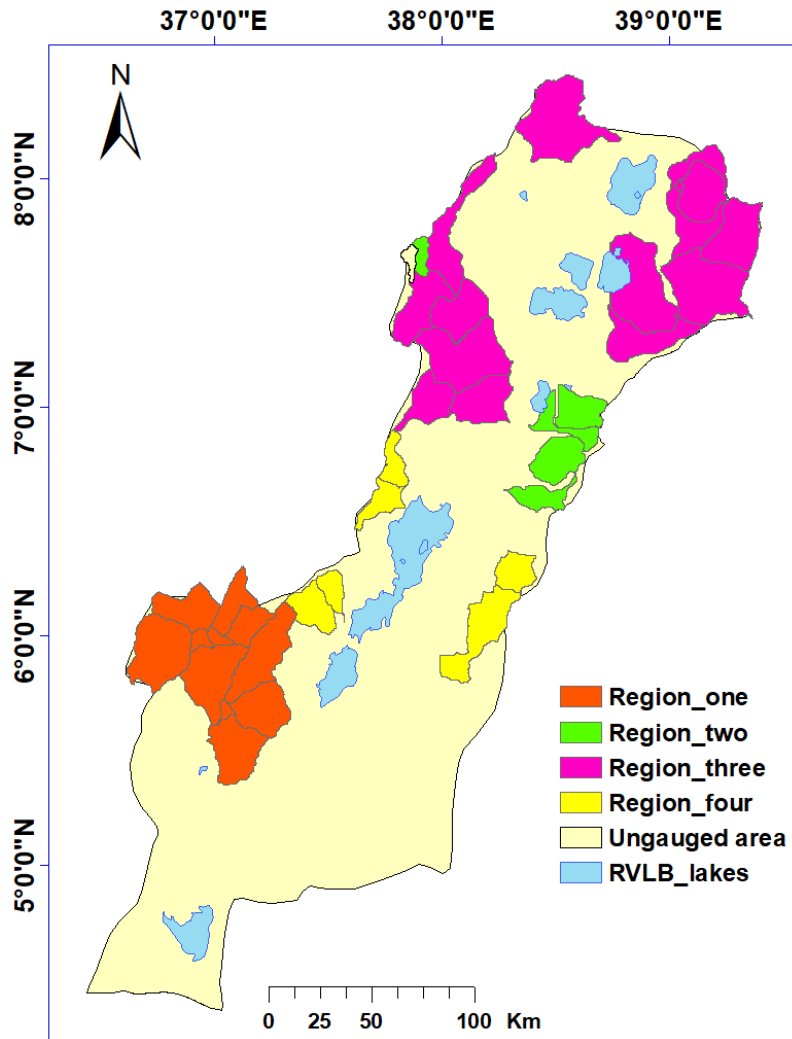 37°0'0"E 38°0'0"E 39°0'0"E
N
8°0'0"N
7°0'0"N
6°0'0"N
5°0'0"N
Region_one
Region_two
Region_three
Region_four
Ungauged area
RVLB_lakes
0 25 50 100 Km